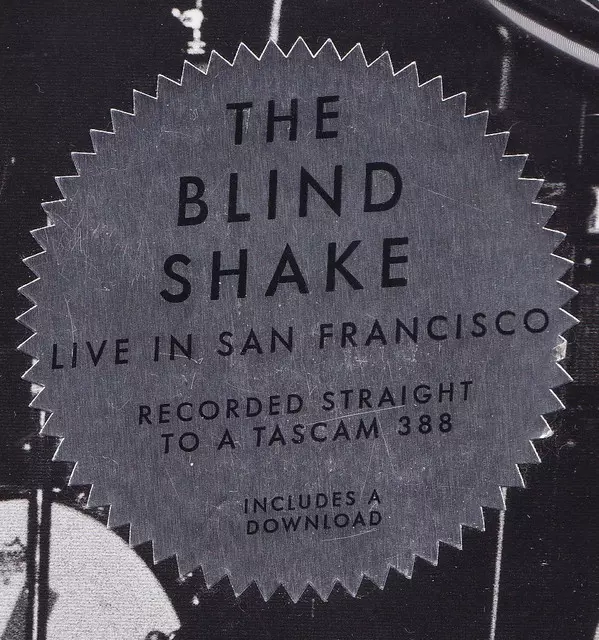 THE
BLIND
SHAKE
LIVE IN SAN FRANCISCO
RECORDED STRAIGHT
TO A TASCAM 388
INCLUDES A
DOWNLOAD